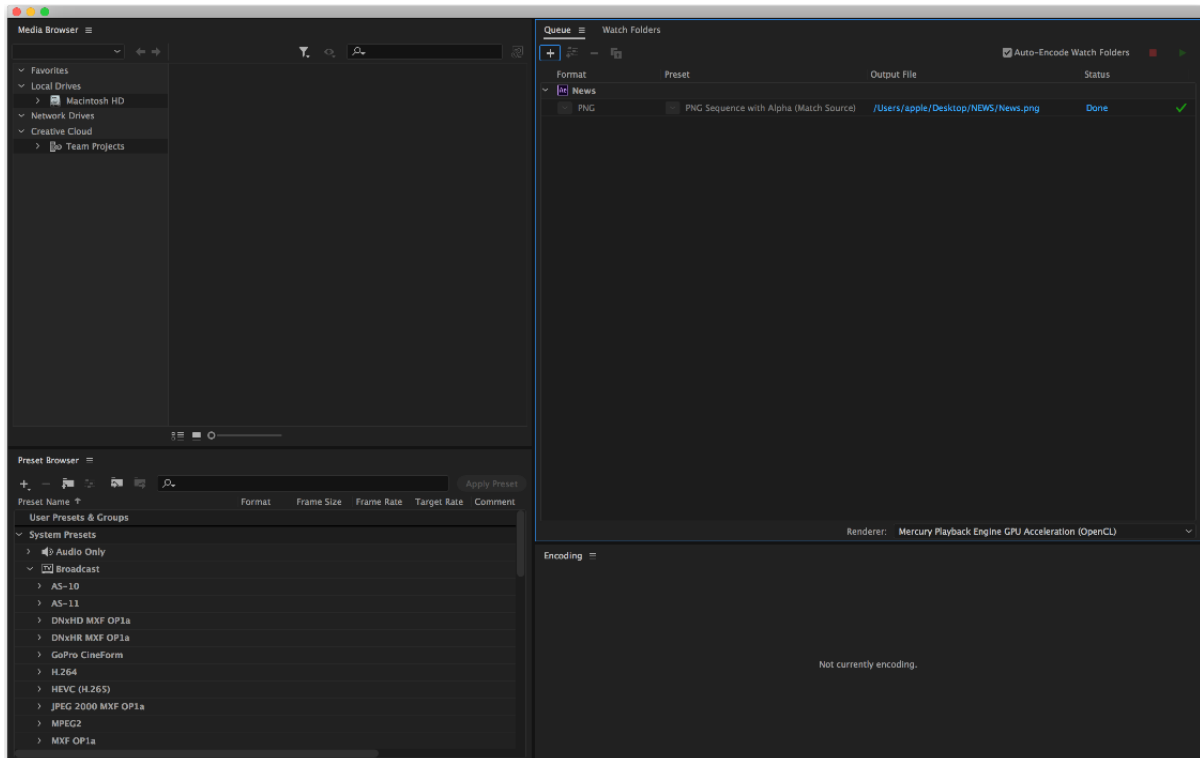 Media Browser
Favorites
Local Drives
Macintosh HD
Network Drives
Creative Cloud
Team Projects
Queue Watch Folders
Auto-Encode Watch Folders
Format Preset Output File Status
Ae News
PNG PNG Sequence with Alpha (Match Source) /Users/apple/Desktop/NEWS/News.png Done
Renderer: Mercury Playback Engine GPU Acceleration (OpenCL)
Preset Browser
Apply Preset
Preset Name Format Frame Size Frame Rate Target Rate Comment
User Presets & Groups
System Presets
Audio Only
TV Broadcast
AS-10
AS-11
DNxHD MXF OP1a
DNxHR MXF OP1a
GoPro CineForm
H.264
HEVC (H.265)
JPEG 2000 MXF OP1a
MPEG2
MXF OP1a
Encoding
Not currently encoding.